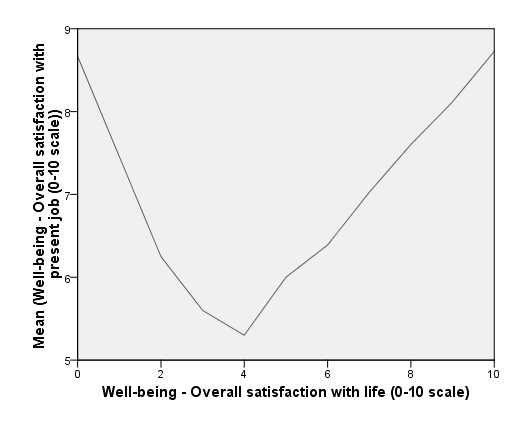 9
8
7
6
5
Mean (Well-being - Overall satisfaction with
present job (0-10 scale))
0 2 4 6 8 10
Well-being - Overall satisfaction with life (0-10 scale)